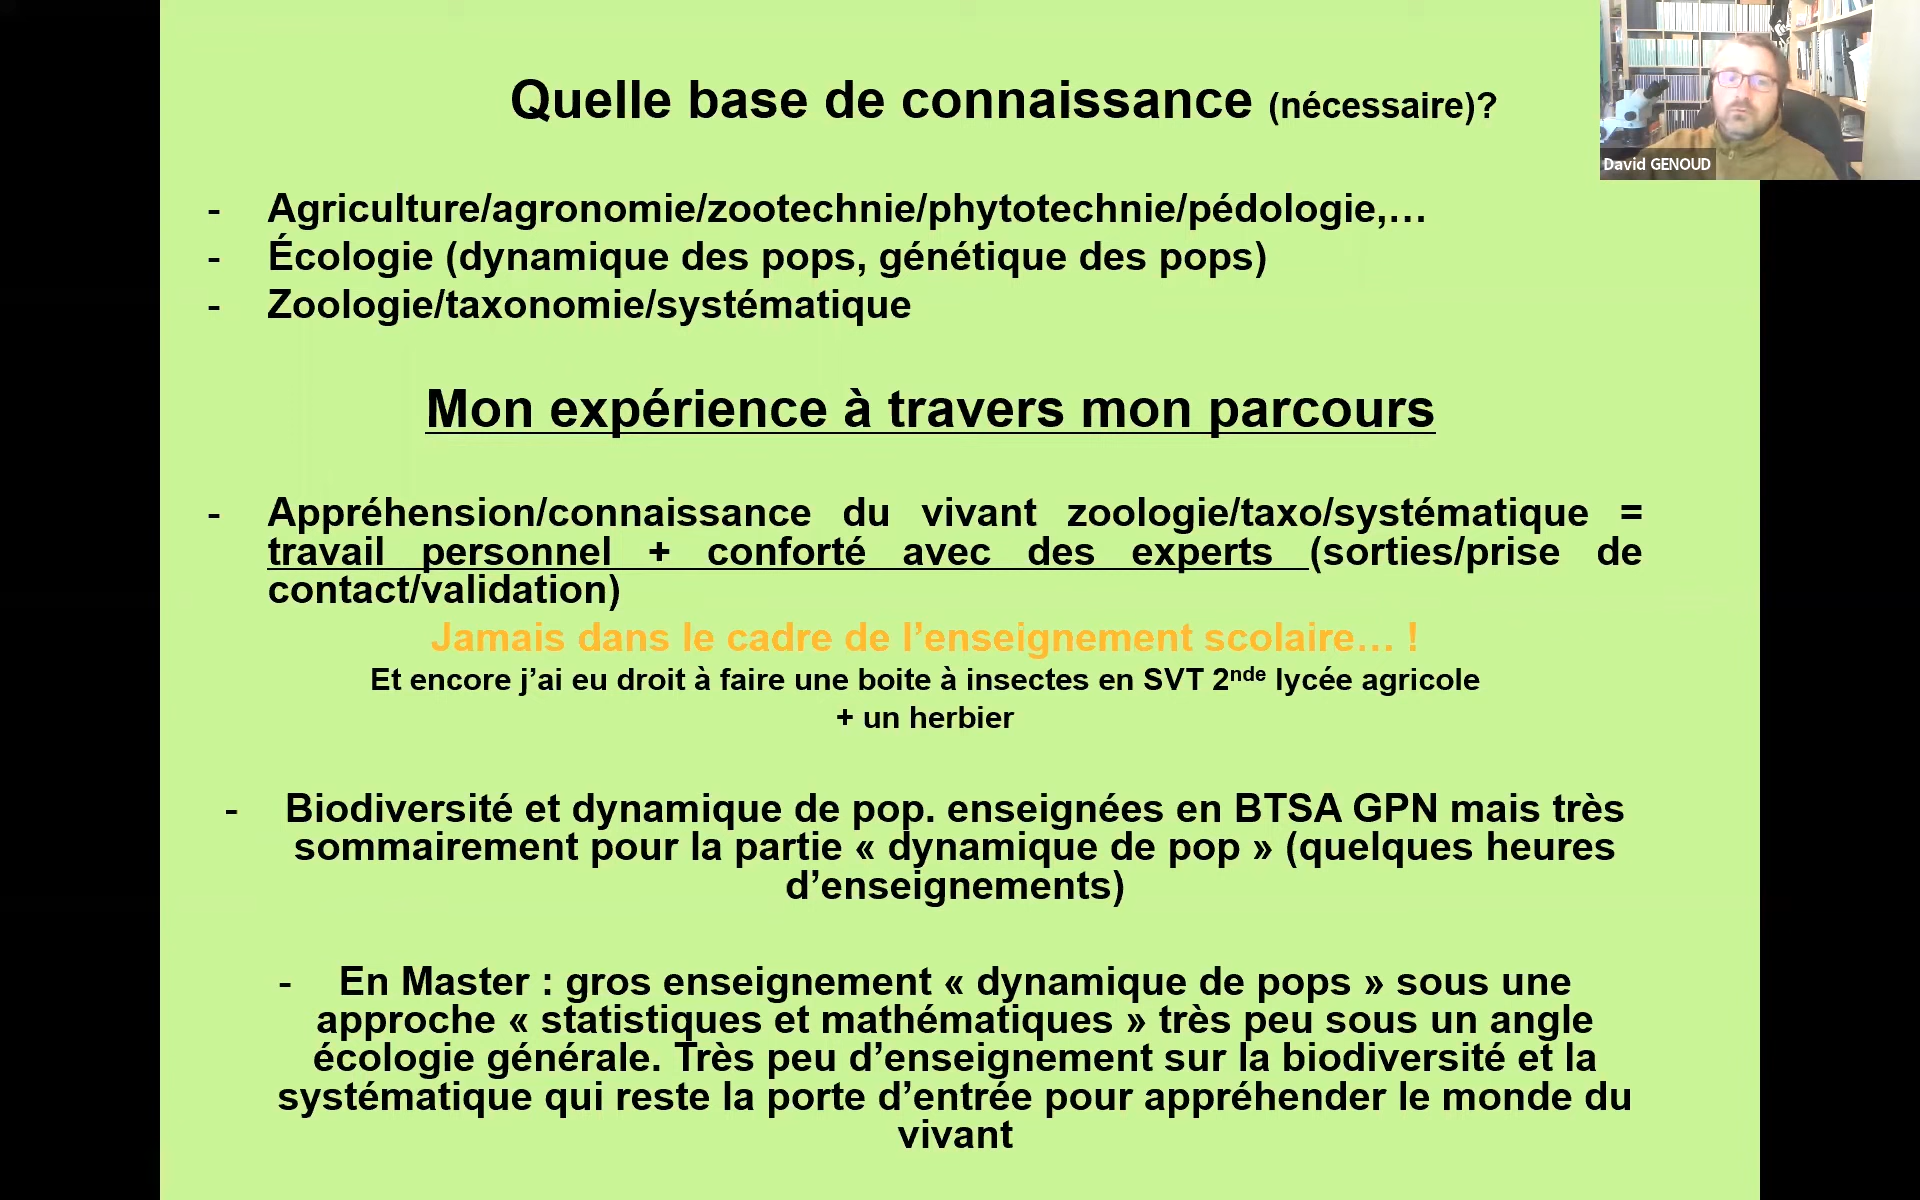 Quelle base de connaissance (nécessaire)?
David GENOUD
- Agriculture/agronomie/zootechnie/phytotechnie/pédologie,…
- Écologie (dynamique des pops, génétique des pops)
- Zoologie/taxonomie/systématique
Mon expérience à travers mon parcours
- Appréhension/connaissance du vivant zoologie/taxo/systématique =
travail personnel + conforté avec des experts (sorties/prise de
contact/validation)
Jamais dans le cadre de l’enseignement scolaire… !
Et encore j’ai eu droit à faire une boite à insectes en SVT 2nde lycée agricole
+ un herbier
- Biodiversité et dynamique de pop. enseignées en BTSA GPN mais très
sommairement pour la partie « dynamique de pop » (quelques heures
d’enseignements)
- En Master : gros enseignement « dynamique de pops » sous une
approche « statistiques et mathématiques » très peu sous un angle
écologie générale. Très peu d’enseignement sur la biodiversité et la
systématique qui reste la porte d’entrée pour appréhender le monde du
vivant